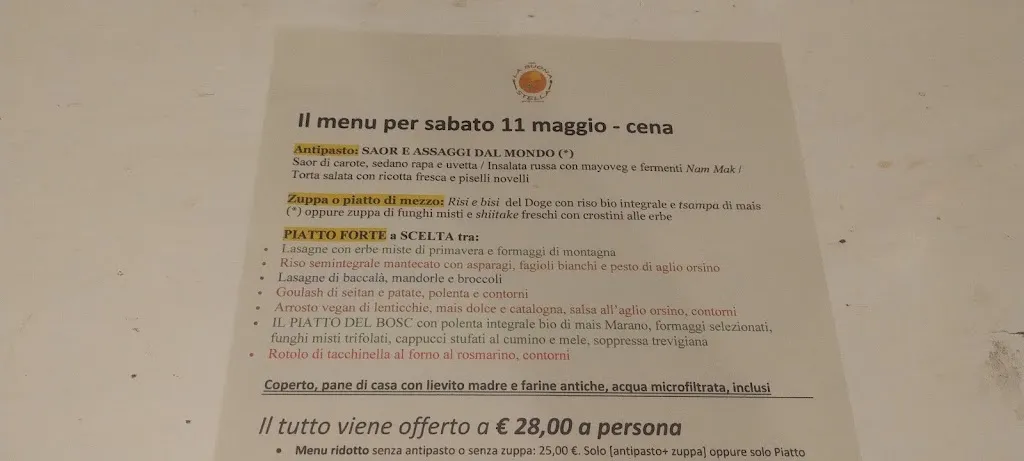 LA BUONA STELLA
Il menu per sabato 11 maggio - cena
Antipasto: SAOR E ASSAGGI DAL MONDO (*)
Saor di carote, sedano rapa e uvetta / Insalata russa con mayoveg e fermenti Nam Mak /
Torta salata con ricotta fresca e piselli novelli
Zuppa o piatto di mezzo: Risi e bisi del Doge con riso bio integrale e tsampa di mais
(*) oppure zuppa di funghi misti e shiitake freschi con crostini alle erbe
PIATTO FORTE a SCELTA tra:
• Lasagne con erbe miste di primavera e formaggi di montagna
• Riso semintegrale mantecato con asparagi, fagioli bianchi e pesto di aglio orsino
• Lasagne di baccalà, mandorle e broccoli
• Goulash di seitan e patate, polenta e contorni
• Arrosto vegan di lenticchie, mais dolce e catalogna, salsa all'aglio orsino, contorni
• IL PIATTO DEL BOSC con polenta integrale bio di mais Marano, formaggi selezionati,
funghi misti trifolati, cappucci stufati al cumino e mele, soppressa trevigiana
• Rotolo di tacchinella al forno al rosmarino, contorni
Coperto, pane di casa con lievito madre e farine antiche, acqua microfiltrata, inclusi
Il tutto viene offerto a € 28,00 a persona
• Menu ridotto senza antipasto o senza zuppa: 25,00 €. Solo [antipasto+ zuppa] oppure solo Piatto